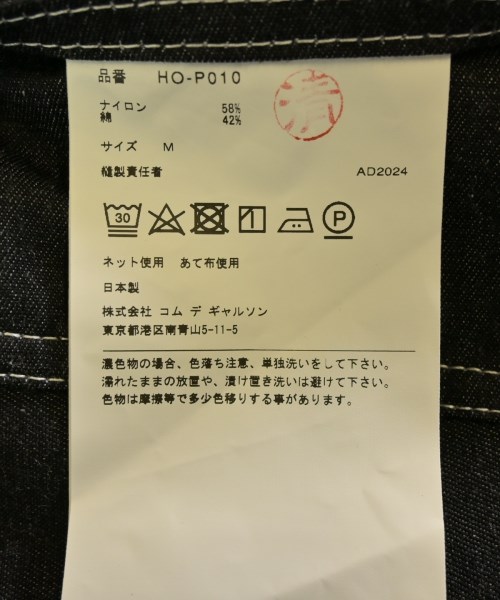 品番 HO-P010
ナイロン 58%
綿 42%
サイズ M
縫製責任者 AD2024
30 P
ネット使用 あて布使用
日本製
株式会社 コム デ ギャルソン
東京都港区南青山5-11-5
濃色物の場合、色落ち注意、単独洗いをして下さい。
濡れたままの放置や、漬け置き洗いは避けて下さい。
色物は摩擦等で多少色移りする事があります。